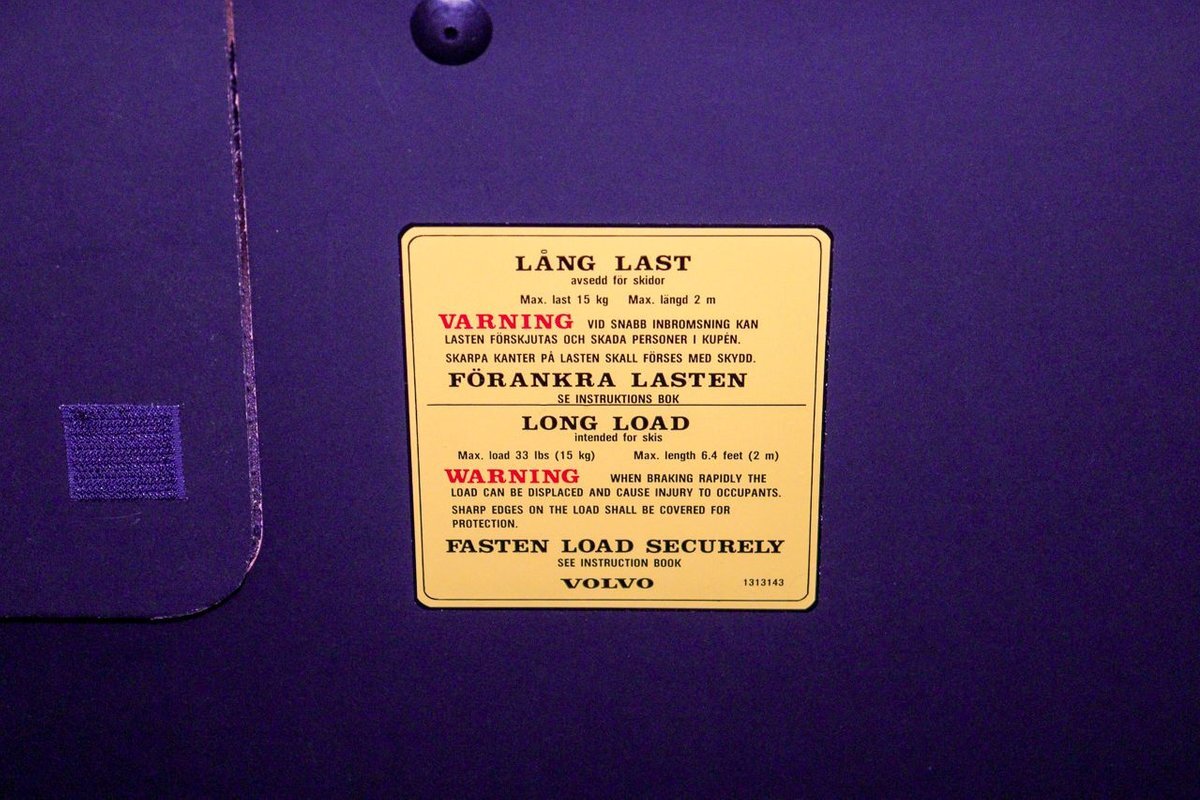 LÅNG LAST
avsedd för skidor
Max. last 15 kg Max. längd 2 m
VARNING VID SNABB INBROMSNING KAN
LASTEN FÖRSKJUTAS OCH SKADA PERSONER I KUPÉN.
SKARPA KANTER PÅ LASTEN SKALL FÖRSES MED SKYDD.
FÖRANKRA LASTEN
SE INSTRUKTIONS BOK
LONG LOAD
intended for skis
Max. load 33 lbs (15 kg) Max. length 6.4 feet (2 m)
WARNING WHEN BRAKING RAPIDLY THE
LOAD CAN BE DISPLACED AND CAUSE INJURY TO OCCUPANTS.
SHARP EDGES ON THE LOAD SHALL BE COVERED FOR
PROTECTION.
FASTEN LOAD SECURELY
SEE INSTRUCTION BOOK
VOLVO 1313143